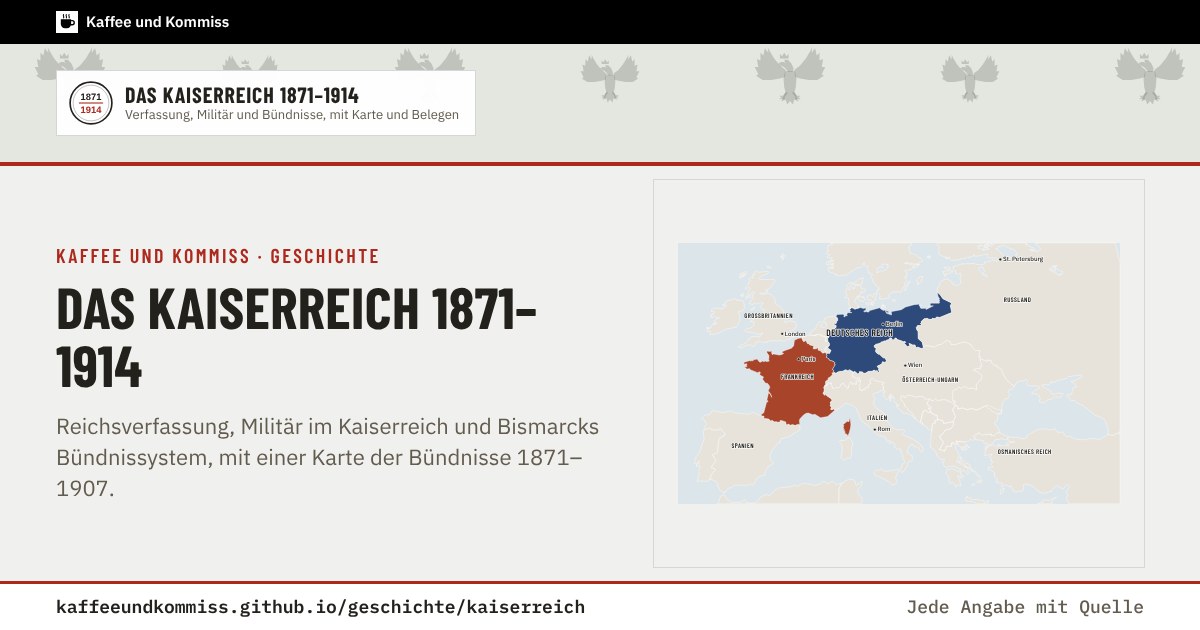 Kaffee und Kommiss
1871
1914
DAS KAISERREICH 1871–1914
Verfassung, Militär und Bündnisse, mit Karte und Belegen
KAFFEE UND KOMMISS · GESCHICHTE
DAS KAISERREICH 1871–
1914
Reichsverfassung, Militär im Kaiserreich und Bismarcks
Bündnissystem, mit einer Karte der Bündnisse 1871–
1907.
St. Petersburg
RUSSLAND
GROSSBRITANNIEN
London
Berlin
DEUTSCHES REICH
Paris
FRANKREICH
Wien
ÖSTERREICH-UNGARN
ITALIEN
Rom
SPANIEN
OSMANISCHES REICH
kaffeeundkommiss.github.io/geschichte/kaiserreich
Jede Angabe mit Quelle